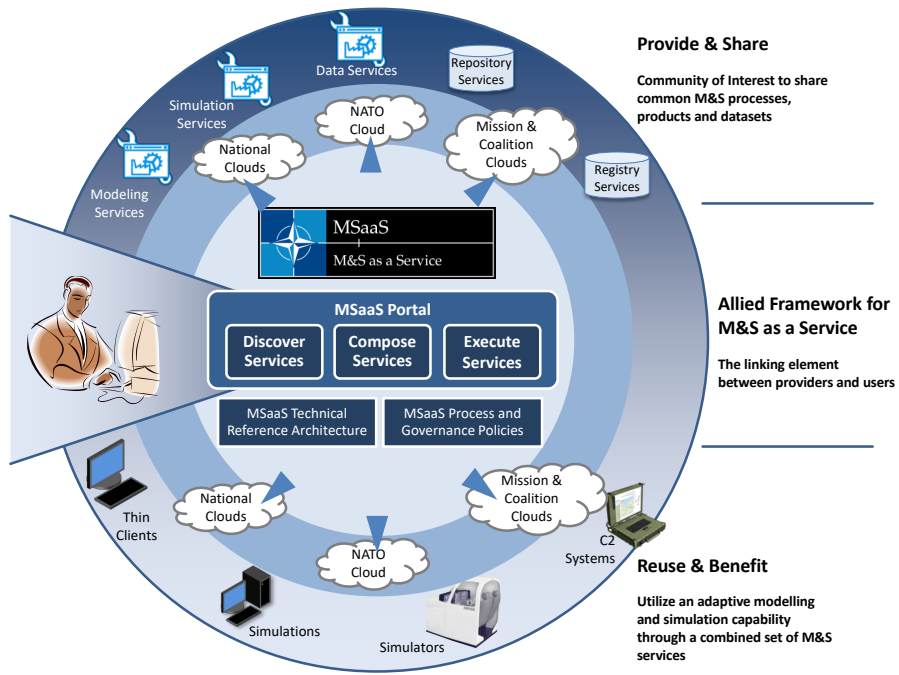 Provide & Share
Community of Interest to share
common M&S processes,
products and datasets
Data Services
Repository
Services
Simulation
Services
NATO
Cloud
Mission &
Coalition
Clouds
National
Clouds
Registry
Services
Modeling
Services
MSaaS
M&S as a Service
Allied Framework for
M&S as a Service
The linking element
between providers and users
MSaaS Portal
Discover
Services
Compose
Services
Execute
Services
MSaaS Technical
Reference Architecture
MSaaS Process and
Governance Policies
National
Clouds
Mission &
Coalition
Clouds
Thin
Clients
NATO
Cloud
C2
Systems
Simulations
Simulators
Reuse & Benefit
Utilize an adaptive modelling
and simulation capability
through a combined set of M&S
services